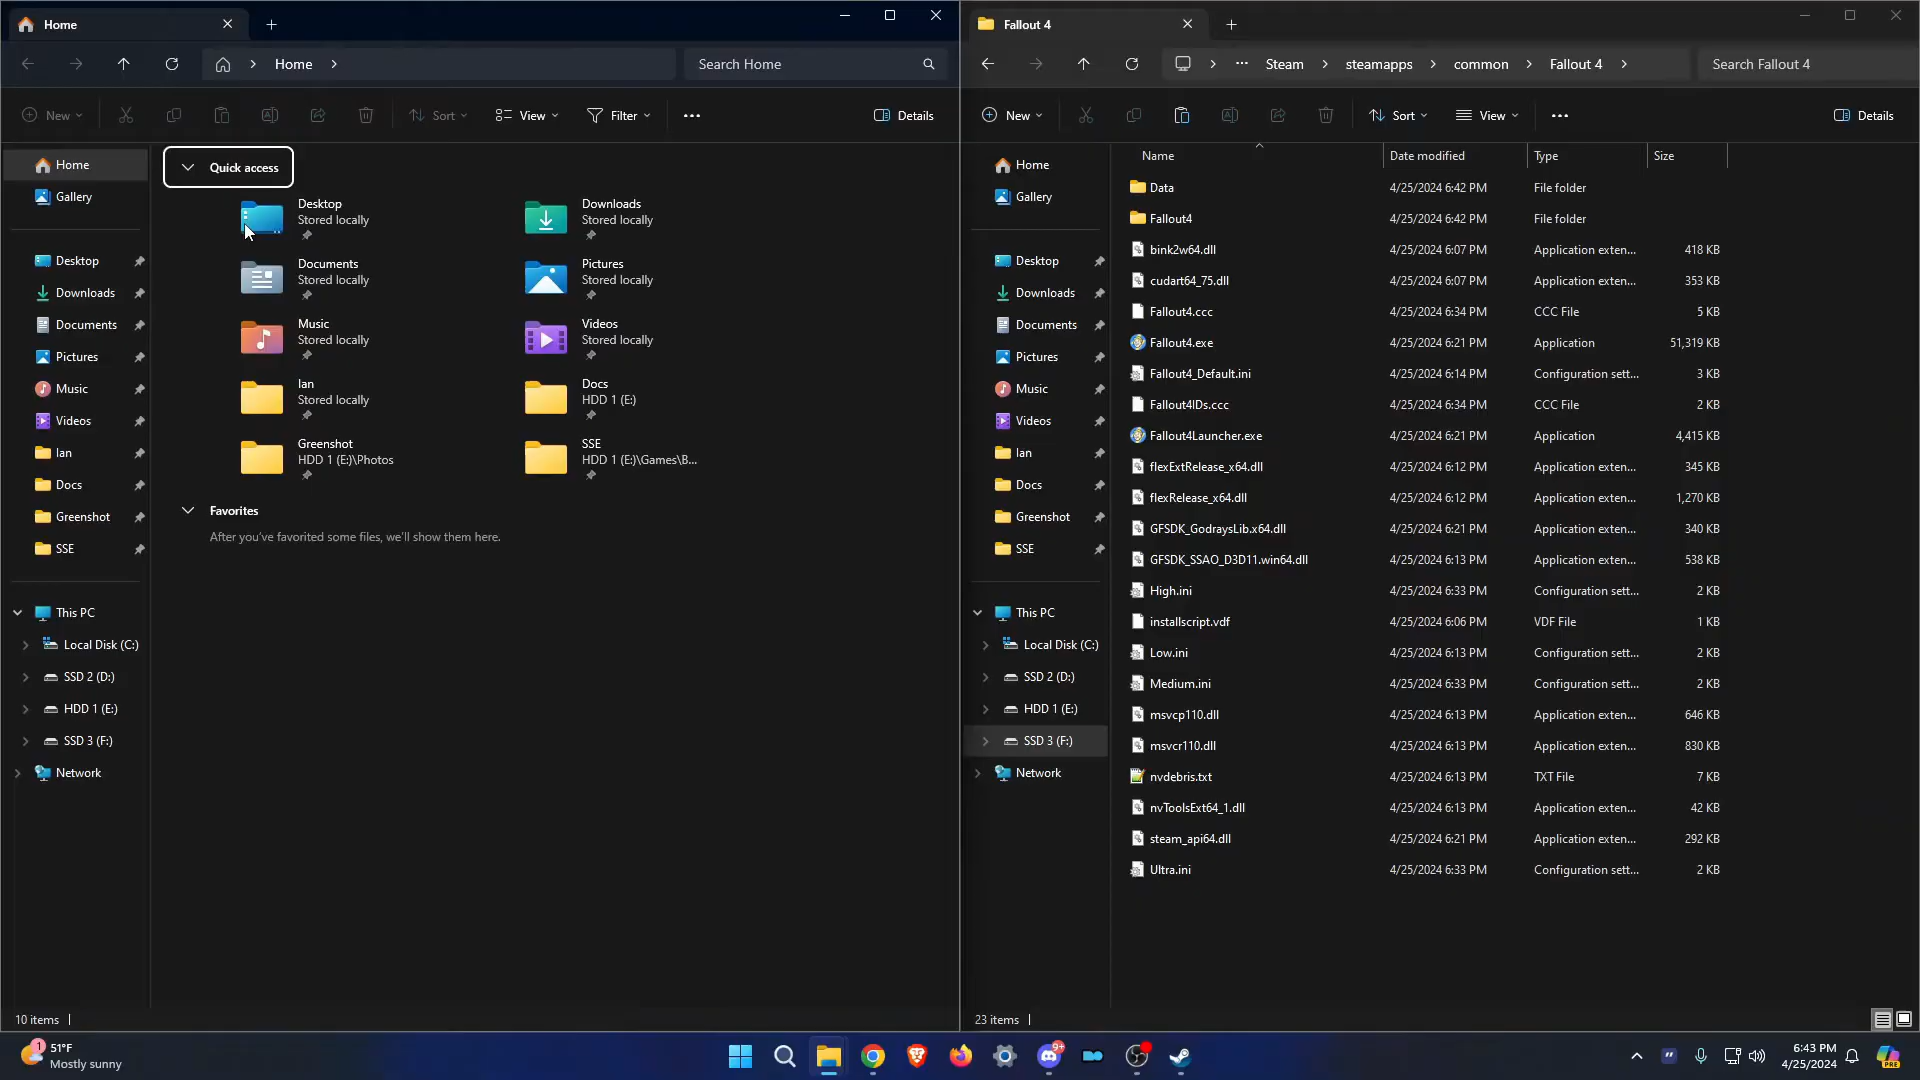 Home
Home
Search Home
New
Sort
View
Filter
Details
Home
Gallery
Desktop
Downloads
Documents
Pictures
Music
Videos
Ian
Docs
Greenshot
SSE
This PC
Local Disk (C:)
SSD 2 (D:)
HDD 1 (E:)
SSD 3 (F:)
Network
Quick access
Desktop
Stored locally
Downloads
Stored locally
Documents
Stored locally
Pictures
Stored locally
Music
Stored locally
Videos
Stored locally
Ian
Stored locally
Docs
HDD 1 (E:)
Greenshot
HDD 1 (E:)\Photos
SSE
HDD 1 (E:)\Games\B...
Favorites
After you've favorited some files, we'll show them here.
10 items
Fallout 4
Steam
steamapps
common
Fallout 4
Search Fallout 4
New
Sort
View
Details
Home
Gallery
Desktop
Downloads
Documents
Pictures
Music
Videos
Ian
Docs
Greenshot
SSE
This PC
Local Disk (C:)
SSD 2 (D:)
HDD 1 (E:)
SSD 3 (F:)
Network
Name Date modified Type Size
Data 4/25/2024 6:42 PM File folder
Fallout4 4/25/2024 6:42 PM File folder
bink2w64.dll 4/25/2024 6:07 PM Application exten... 418 KB
cudart64_75.dll 4/25/2024 6:07 PM Application exten... 353 KB
Fallout4.ccc 4/25/2024 6:34 PM CCC File 5 KB
Fallout4.exe 4/25/2024 6:21 PM Application 51,319 KB
Fallout4_Default.ini 4/25/2024 6:14 PM Configuration sett... 3 KB
Fallout4IDs.ccc 4/25/2024 6:34 PM CCC File 2 KB
Fallout4Launcher.exe 4/25/2024 6:21 PM Application 4,415 KB
flexExtRelease_x64.dll 4/25/2024 6:12 PM Application exten... 345 KB
flexRelease_x64.dll 4/25/2024 6:12 PM Application exten... 1,270 KB
GFSDK_GodraysLib.x64.dll 4/25/2024 6:21 PM Application exten... 340 KB
GFSDK_SSAO_D3D11.win64.dll 4/25/2024 6:13 PM Application exten... 538 KB
High.ini 4/25/2024 6:33 PM Configuration sett... 2 KB
installscript.vdf 4/25/2024 6:06 PM VDF File 1 KB
Low.ini 4/25/2024 6:13 PM Configuration sett... 2 KB
Medium.ini 4/25/2024 6:33 PM Configuration sett... 2 KB
msvcp110.dll 4/25/2024 6:13 PM Application exten... 646 KB
msvcr110.dll 4/25/2024 6:13 PM Application exten... 830 KB
nvdebris.txt 4/25/2024 6:13 PM TXT File 7 KB
nvToolsExt64_1.dll 4/25/2024 6:13 PM Application exten... 42 KB
steam_api64.dll 4/25/2024 6:21 PM Application exten... 292 KB
Ultra.ini 4/25/2024 6:33 PM Configuration sett... 2 KB
23 items
1
51°F
Mostly sunny
9+
6:43 PM
4/25/2024
PRE